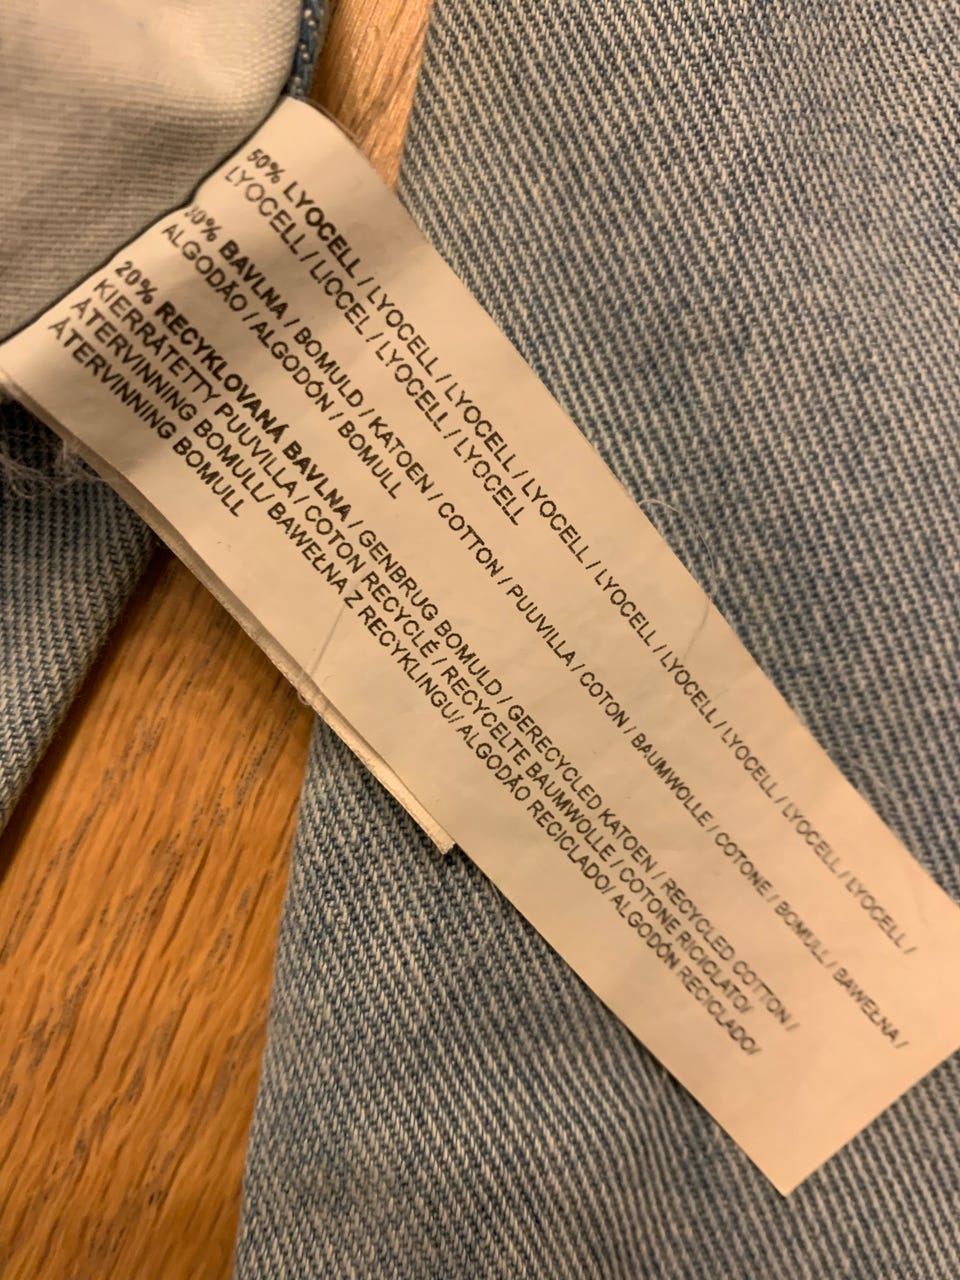 50% LYOCELL / LYOCELL / LYOCELL / LYOCELL / LYOCELL / LYOCELL / LYOCELL / LYOCELL / LYOCELL /
LYOCELL / LIOCEL / LYOCELL / LYOCELL
30% BAVLNA / BOMULD / KATOEN / COTTON / PUUVILLA / COTON / BAUMWOLLE / COTONE / BOMULL / BAWEŁNA /
ALGODÃO / ALGODÓN / BOMULL
20% RECYKLOVANÁ BAVLNA / GENBRUG BOMULD / GERECYCLED KATOEN / RECYCLED COTTON /
KIERRÄTETTY PUUVILLA / COTON RECYCLÉ / RECYCELTE BAUMWOLLE / COTONE RICICLATO/
ÅTERVINNING BOMULL/ BAWEŁNA Z RECYKLINGU/ ALGODÃO RECICLADO/ ALGODÓN RECICLADO/
ÅTERVINNING BOMULL